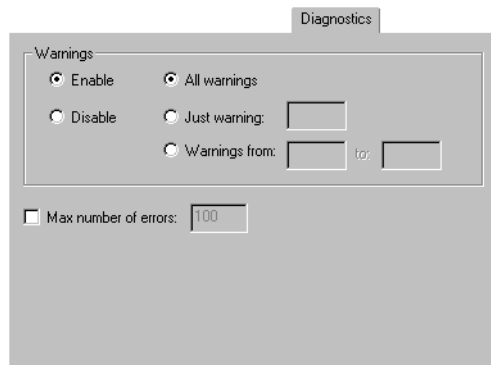 Diagnostics
Warnings
Enable All warnings
Disable Just warning:
Warnings from: to:
Max number of errors: 100